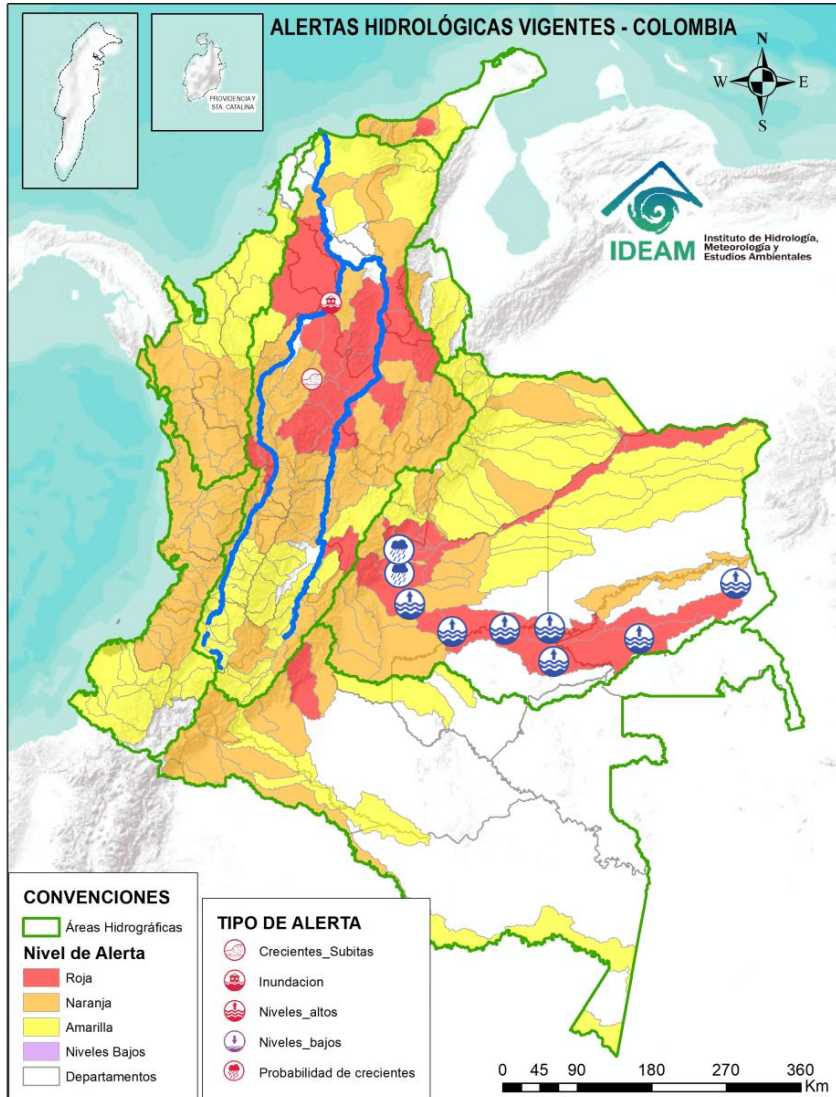 ALERTAS HIDROLÓGICAS VIGENTES - COLOMBIA
PROVIDENCIA Y
STA. CATALINA
N
W
E
S
IDEAM
Instituto de Hidrología,
Meteorología y
Estudios Ambientales
CONVENCIONES
Áreas Hidrográficas
Nivel de Alerta
Roja
Naranja
Amarilla
Niveles Bajos
Departamentos
TIPO DE ALERTA
Crecientes_Subitas
Inundacion
Niveles_altos
Niveles_bajos
Probabilidad de crecientes
0 45 90 180 270 360
Km